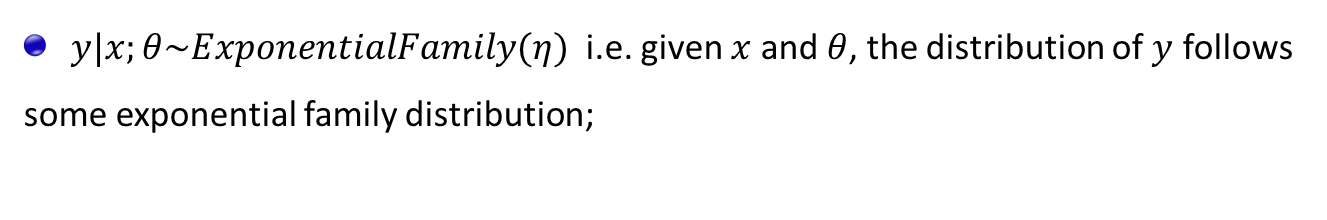 y|x; θ~ExponentialFamily(η) i.e. given x and θ, the distribution of y follows
some exponential family distribution;